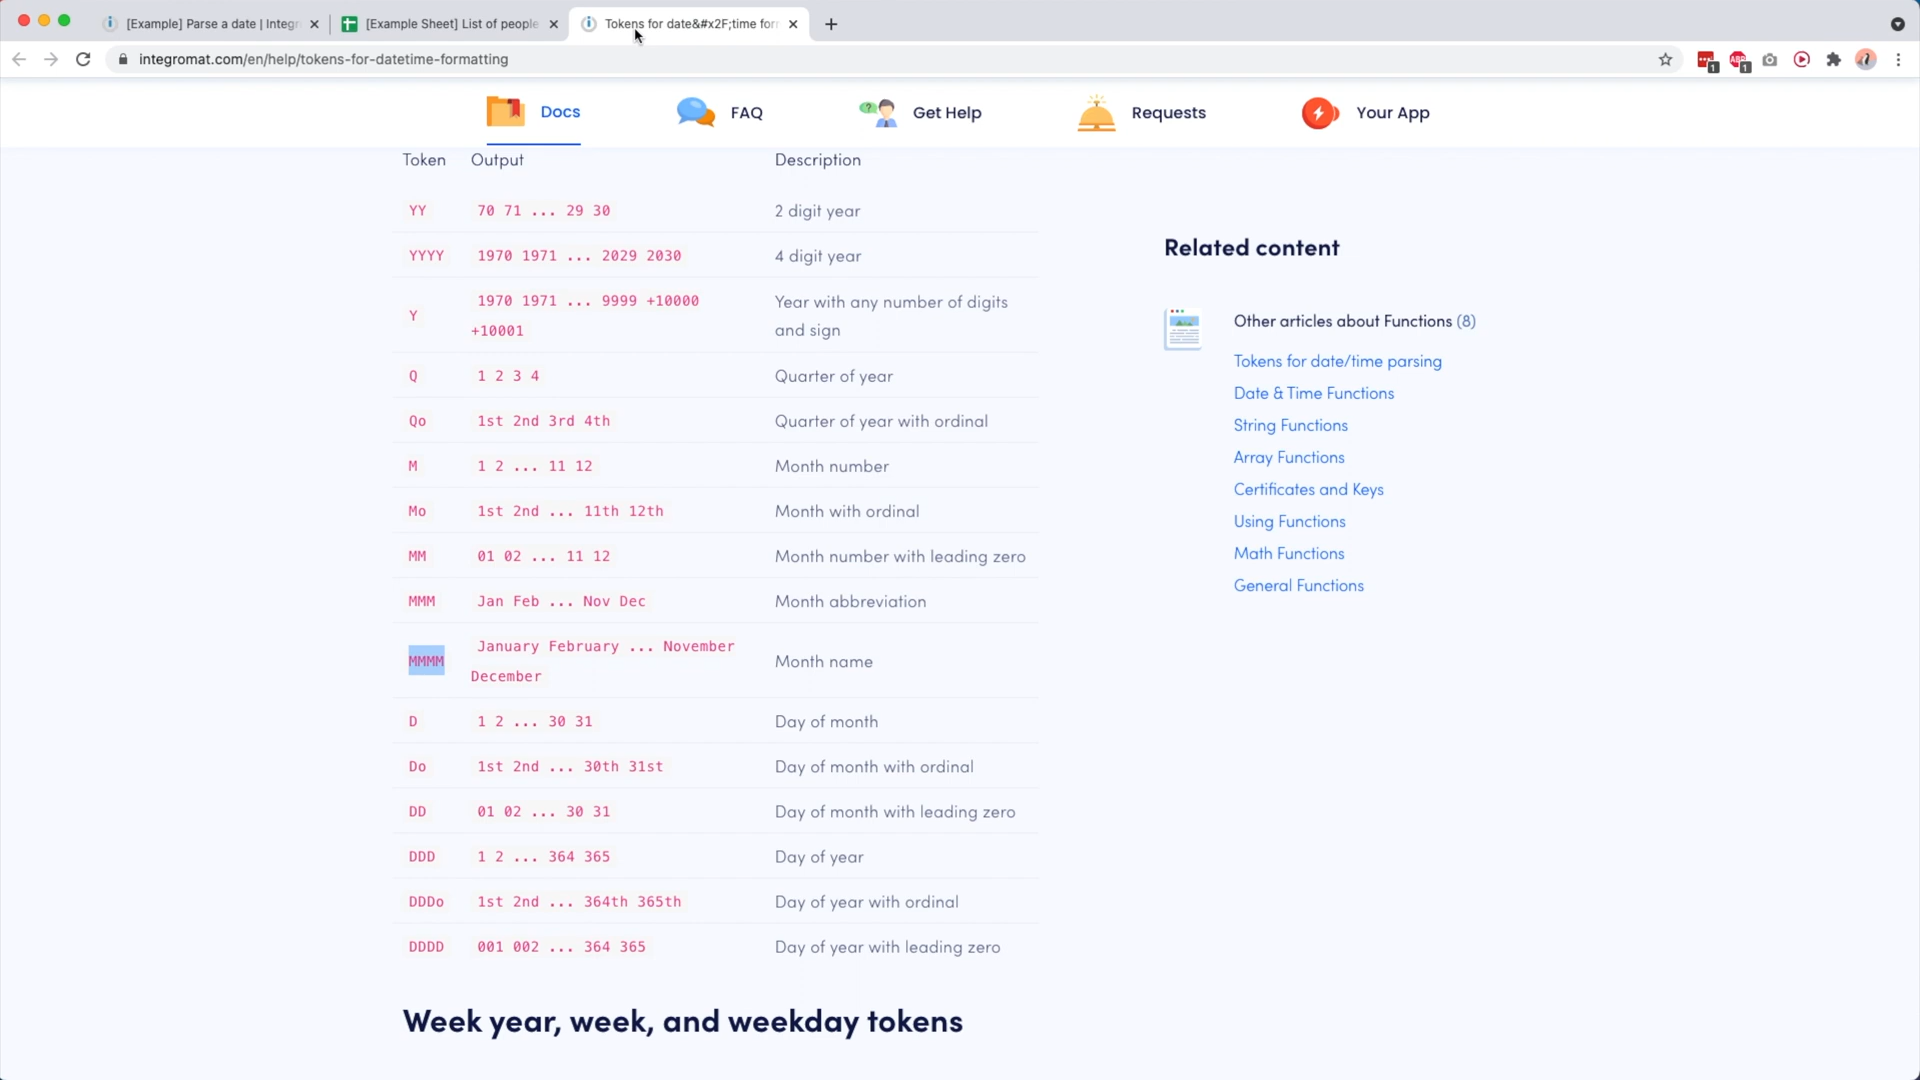 [Example] Parse a date | Integr
[Example Sheet] List of people
Tokens for date&#x2F;time for
integromat.com/en/help/tokens-for-datetime-formatting
1
ABP
1
Docs
FAQ
Get Help
Requests
Your App
Token Output Description
YY 70 71 ... 29 30 2 digit year
YYYY 1970 1971 ... 2029 2030 4 digit year
Y 1970 1971 ... 9999 +10000 Year with any number of digits
+10001 and sign
Q 1 2 3 4 Quarter of year
Qo 1st 2nd 3rd 4th Quarter of year with ordinal
M 1 2 ... 11 12 Month number
Mo 1st 2nd ... 11th 12th Month with ordinal
MM 01 02 ... 11 12 Month number with leading zero
MMM Jan Feb ... Nov Dec Month abbreviation
MMMM January February ... November Month name
December
D 1 2 ... 30 31 Day of month
Do 1st 2nd ... 30th 31st Day of month with ordinal
DD 01 02 ... 30 31 Day of month with leading zero
DDD 1 2 ... 364 365 Day of year
DDDo 1st 2nd ... 364th 365th Day of year with ordinal
DDDD 001 002 ... 364 365 Day of year with leading zero
Week year, week, and weekday tokens
Related content
Other articles about Functions (8)
Tokens for date/time parsing
Date & Time Functions
String Functions
Array Functions
Certificates and Keys
Using Functions
Math Functions
General Functions